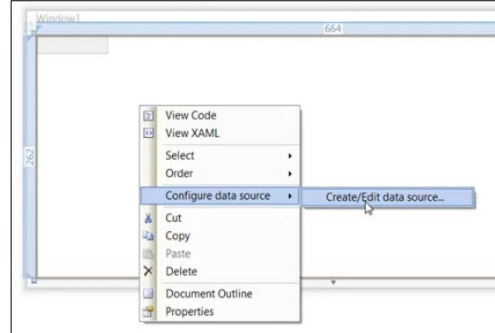 Window1
664
262
View Code
View XAML
Select
Order
Configure data source
Create/Edit data source...
Cut
Copy
Paste
Delete
Document Outline
Properties